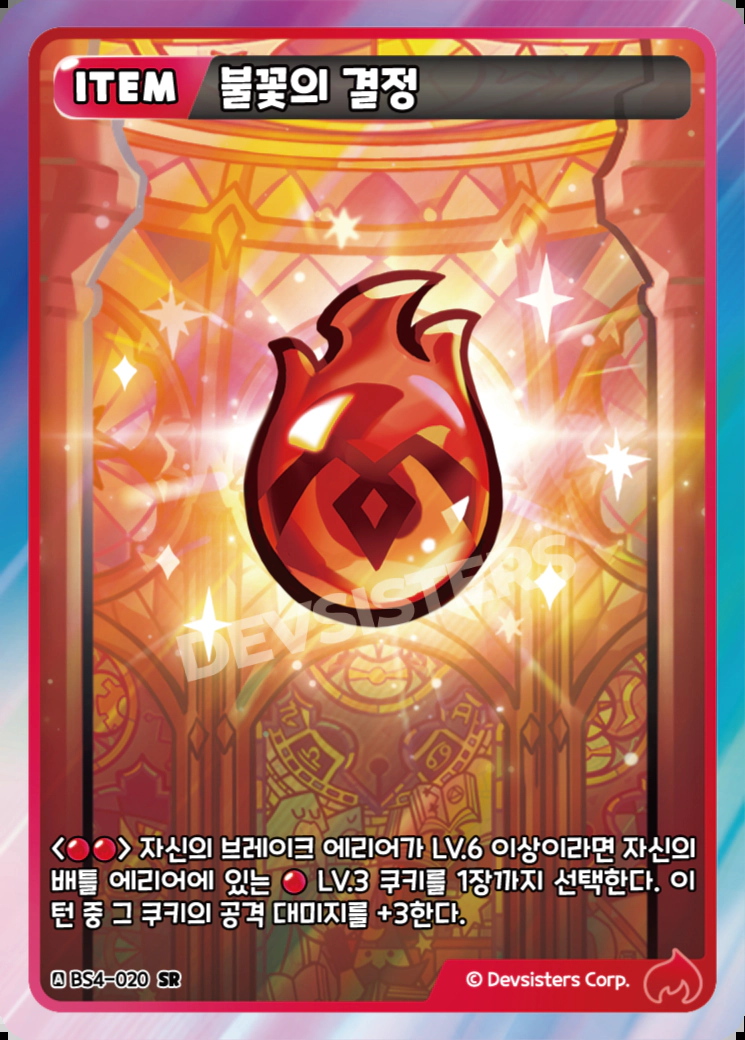 ITEM 불꽃의 결정
DEVSISTERS
<●●> 자신의 브레이크 에리어가 LV.6 이상이라면 자신의
배틀 에리어에 있는 ● LV.3 쿠키를 1장까지 선택한다. 이
턴 중 그 쿠키의 공격 대미지를 +3한다.
A BS4-020 SR
© Devsisters Corp.